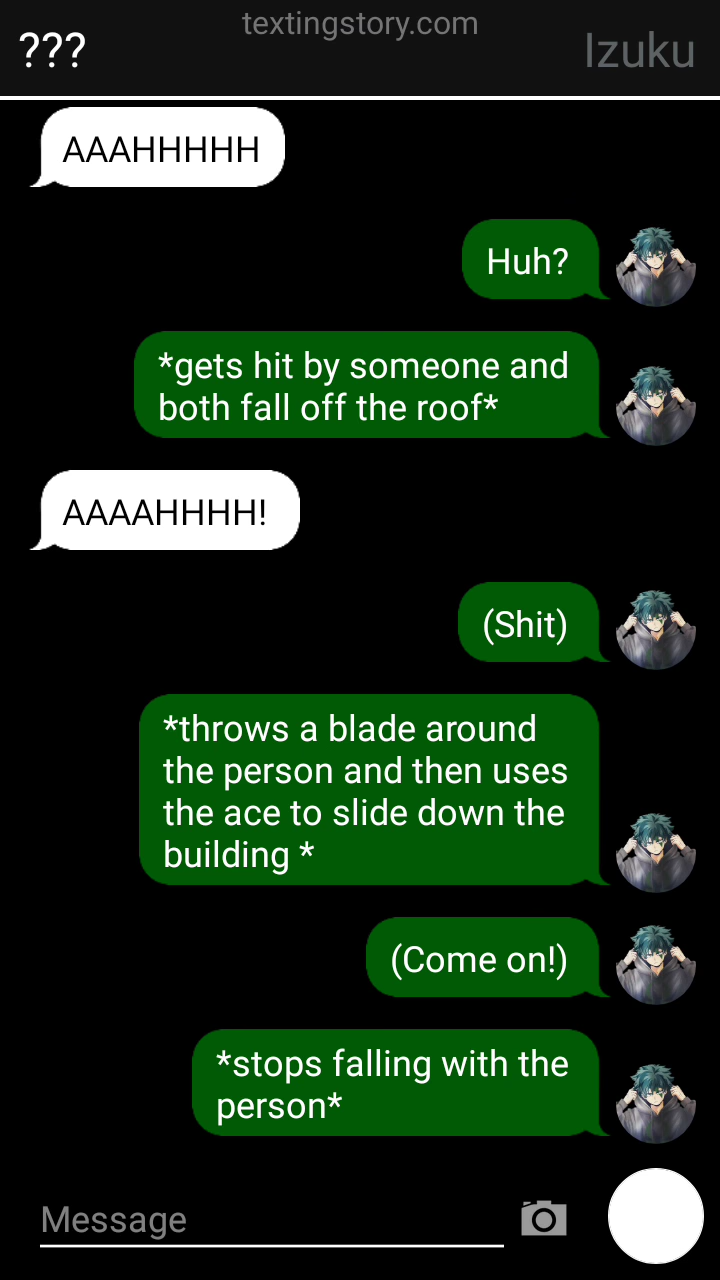 textingstory.com
???
Izuku
AAAHHHHH
Huh?
*gets hit by someone and
both fall off the roof*
AAAAHHHH!
(Shit)
*throws a blade around
the person and then uses
the ace to slide down the
building *
(Come on!)
*stops falling with the
person*
Message